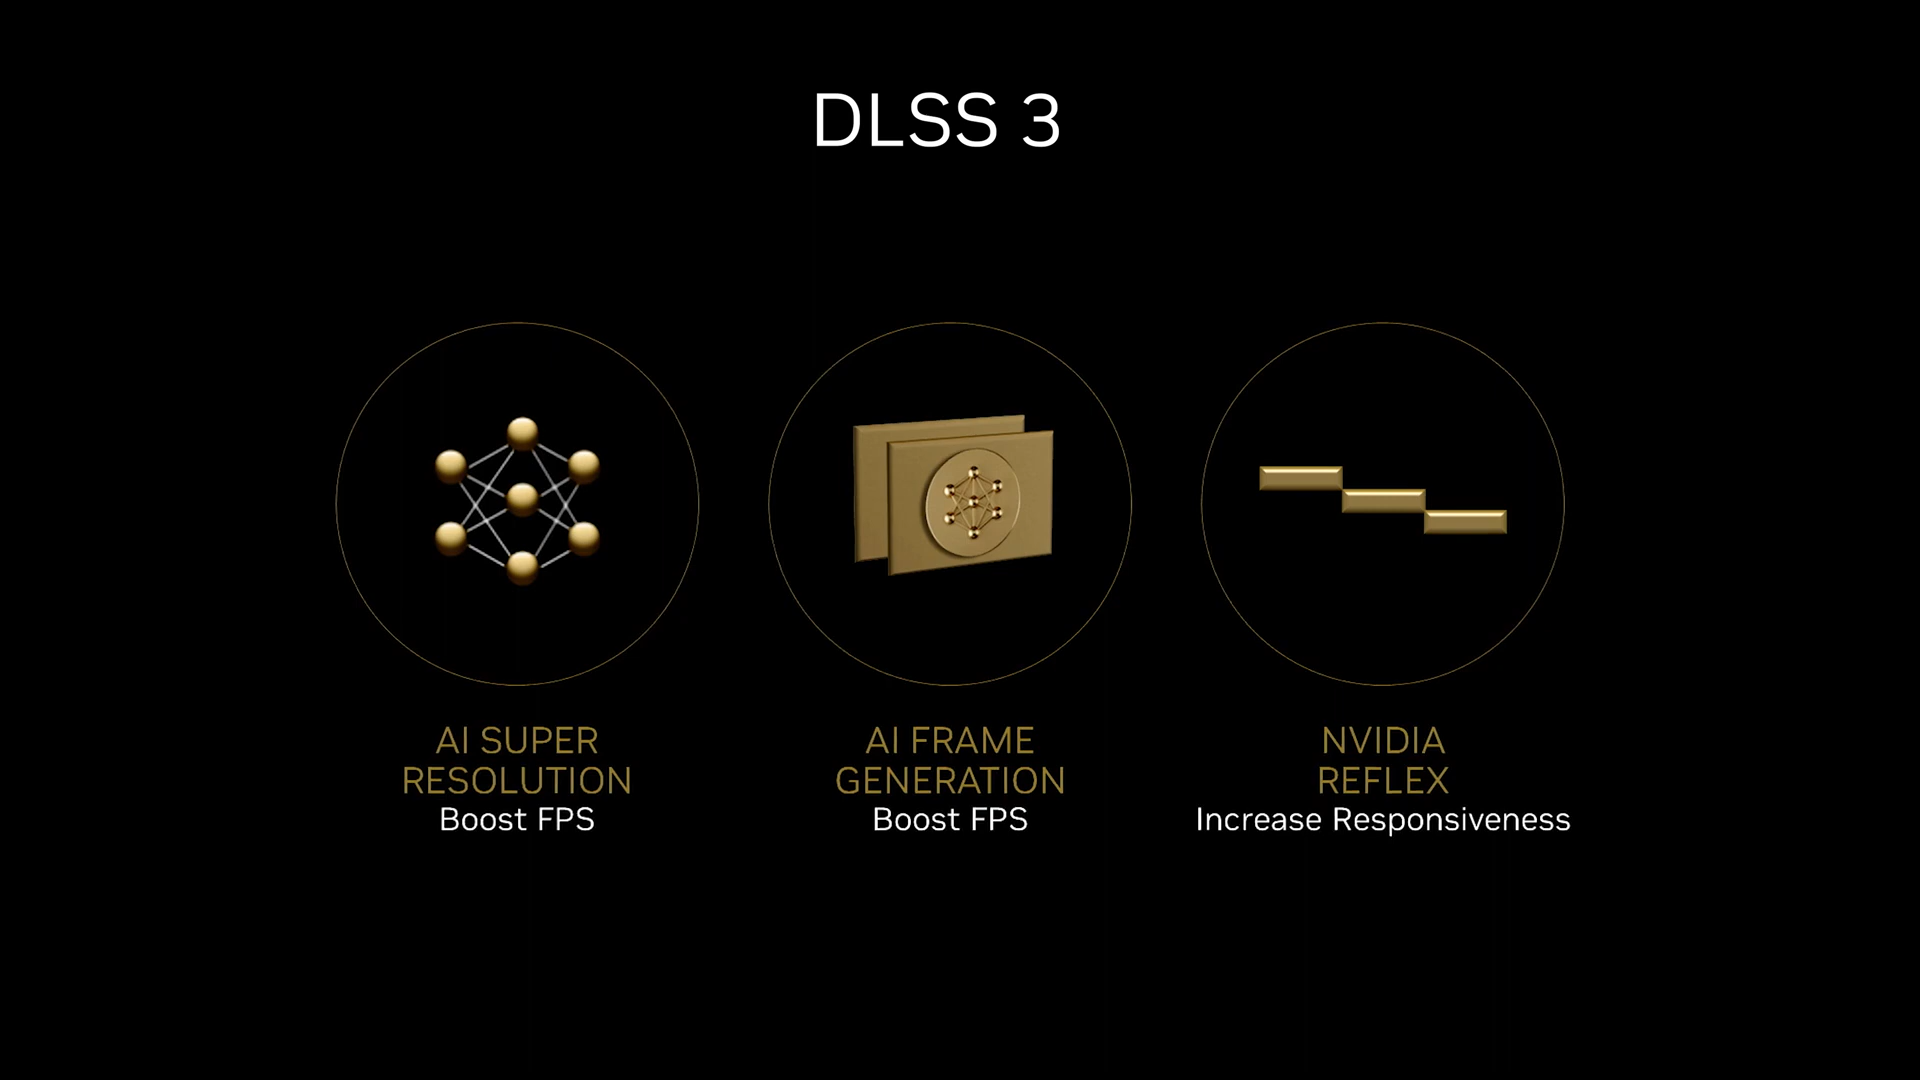 DLSS 3
AI SUPER
RESOLUTION
Boost FPS
AI FRAME
GENERATION
Boost FPS
NVIDIA
REFLEX
Increase Responsiveness